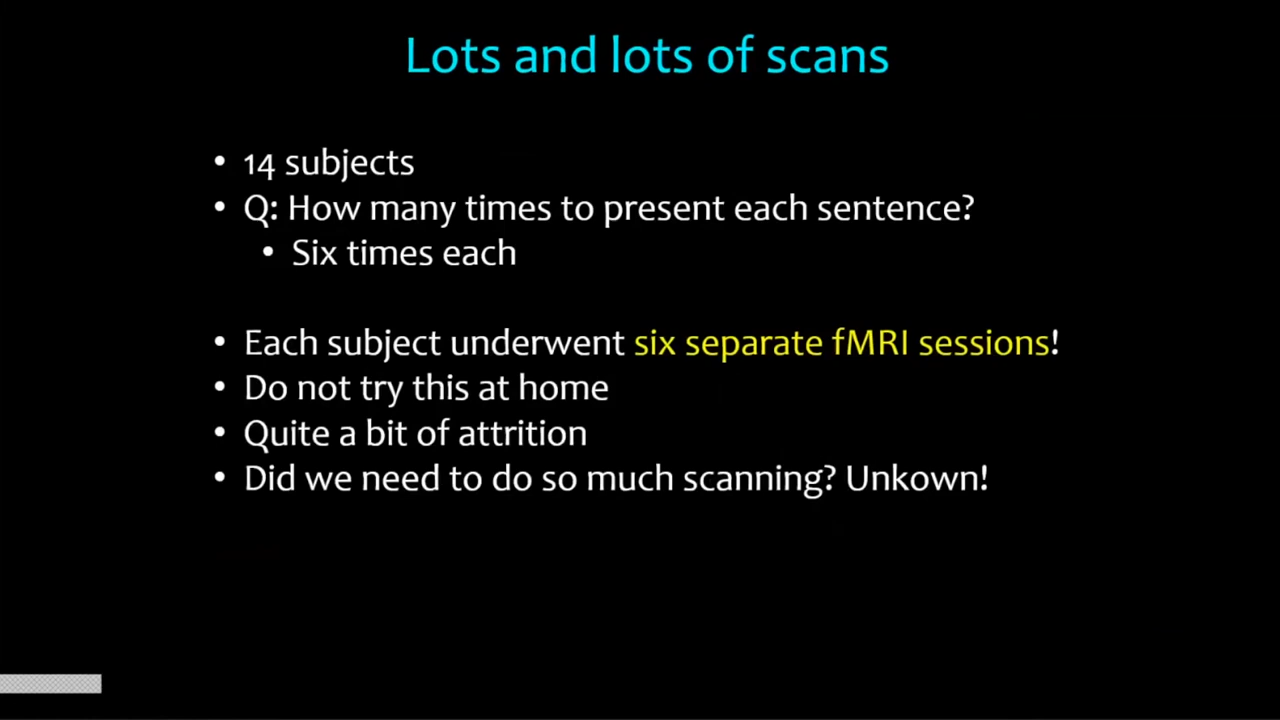 Lots and lots of scans
• 14 subjects
• Q: How many times to present each sentence?
• Six times each
• Each subject underwent six separate fMRI sessions!
• Do not try this at home
• Quite a bit of attrition
• Did we need to do so much scanning? Unkown!